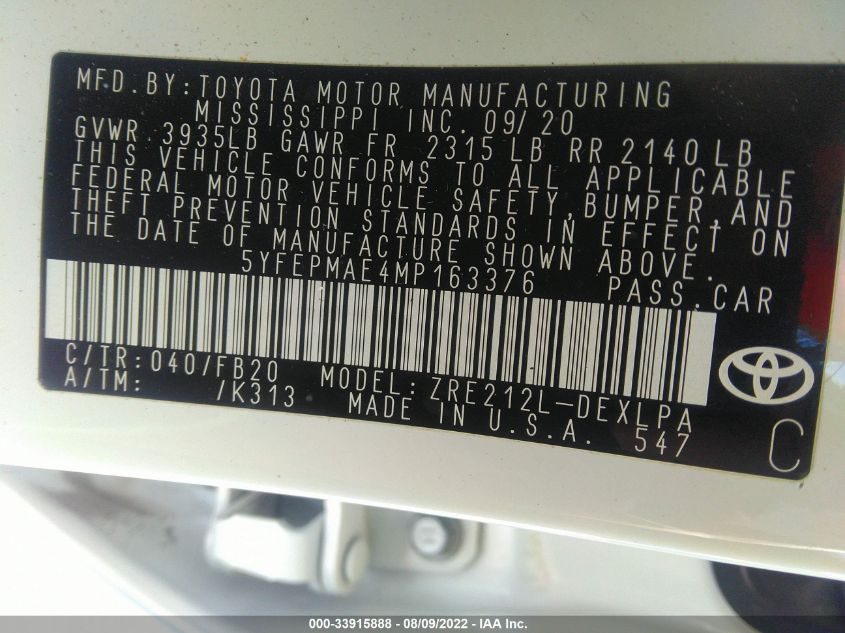 MFD.BY:TOYOTA MOTOR MANUFACTURING
MISSISSIPPI INC. 09/20
GVWR 3935LB GAWR FR 2315 LB RR 2140 LB
THIS VEHICLE CONFORMS TO ALL APPLICABLE
FEDERAL MOTOR VEHICLE SAFETY,BUMPER,AND
THEFT PREVENTION STANDARDS IN EFFECT ON
THE DATE OF MANUFACTURE SHOWN ABOVE.
5YFEPMAE4MP163376 PASS.CAR
C/TR:040/FB20 MODEL:ZRE212L-DEXLPA
A/TM: /K313 MADE IN U.S.A. 547
C
000-33915888 - 08/09/2022 - IAA Inc.